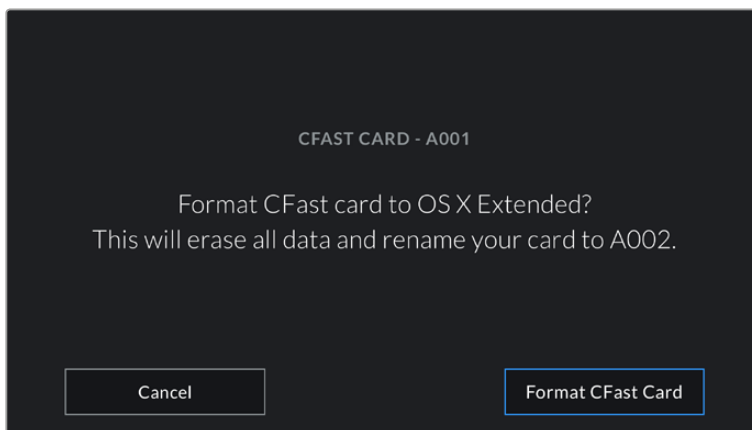 CFAST CARD - A001
Format CFast card to OS X Extended?
This will erase all data and rename your card to A002.
Cancel
Format CFast Card